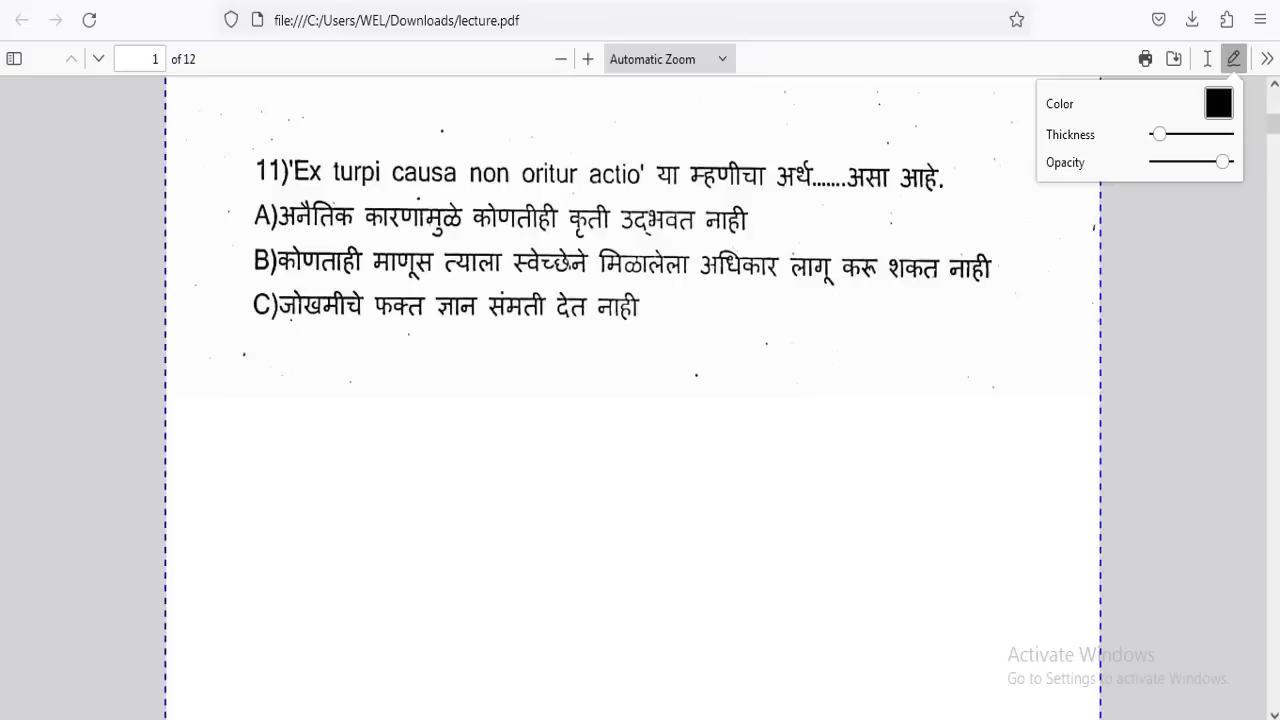 file:///C:/Users/WEL/Downloads/lecture.pdf
1 of 12
Automatic Zoom
Color
Thickness
Opacity
11)'Ex turpi causa non oritur actio' या म्हणीचा अर्थ.......असा आहे.
A)अनैतिक कारणांमुळे कोणतीही कृती उद्भवत नाही
B)कोणताही माणूस त्याला स्वेच्छेने मिळालेला अधिकार लागू करू शकत नाही
C)जोखमीचे फक्त ज्ञान संमती देत नाही
Activate Windows
Go to Settings to activate Windows.